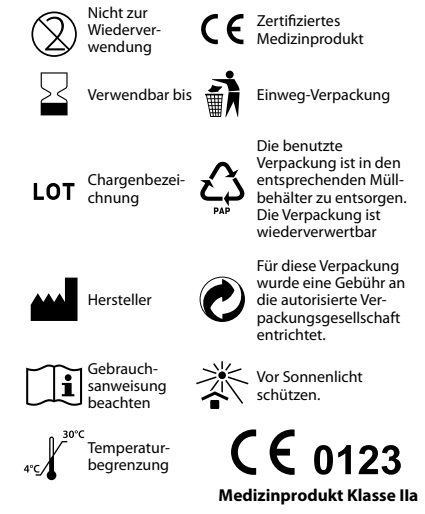 Nicht zur
Wiederver-
wendung
CE
Zertifiziertes
Medizinprodukt
Verwendbar bis
Einweg-Verpackung
LOT
Chargenbezei-
chnung
PAP
Die benutzte
Verpackung ist in den
entsprechenden Müll-
behälter zu entsorgen.
Die Verpackung ist
wiederverwertbar
Hersteller
Für diese Verpackung
wurde eine Gebühr an
die autorisierte Ver-
packungsgesellschaft
entrichtet.
Gebrauch-
sanweisung
beachten
Vor Sonnenlicht
schützen.
30°C
4°C
Temperatur-
begrenzung
CE 0123
Medizinprodukt Klasse IIa